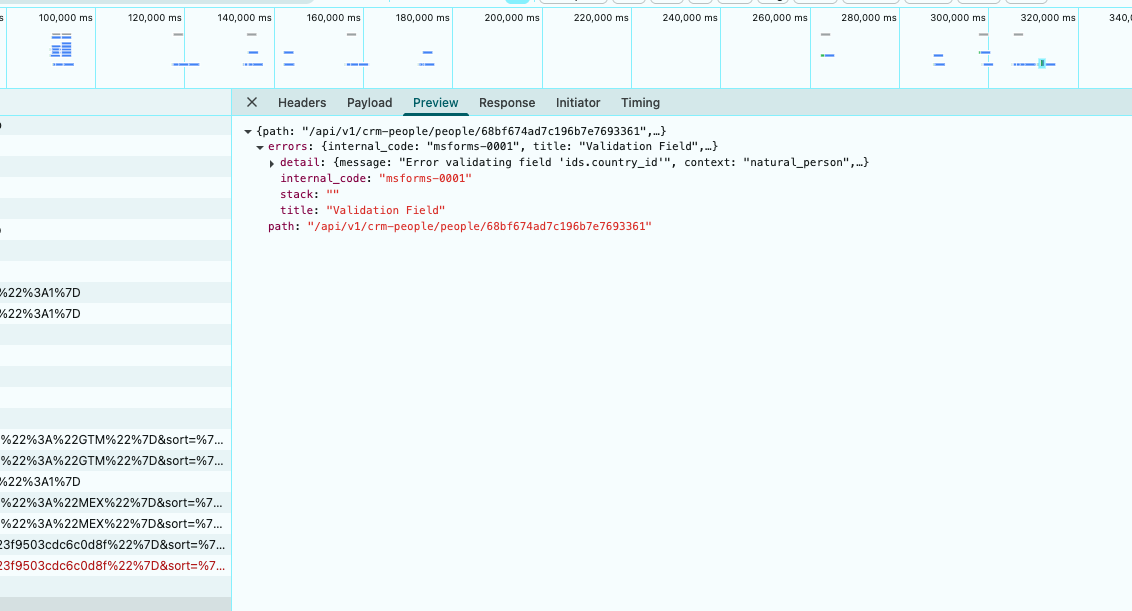 100,000 ms 120,000 ms 140,000 ms 160,000 ms 180,000 ms 200,000 ms 220,000 ms 240,000 ms 260,000 ms 280,000 ms 300,000 ms 320,000 ms 340,0
Headers Payload Preview Response Initiator Timing
{path: "/api/v1/crm-people/people/68bf674ad7c196b7e7693361",…}
errors: {internal_code: "msforms-0001", title: "Validation Field",…}
detail: {message: "Error validating field 'ids.country_id'", context: "natural_person",…}
internal_code: "msforms-0001"
stack: ""
title: "Validation Field"
path: "/api/v1/crm-people/people/68bf674ad7c196b7e7693361"
%22%3A1%7D
%22%3A1%7D
%22%3A%22GTM%22%7D&sort=%7...
%22%3A%22GTM%22%7D&sort=%7...
%22%3A1%7D
%22%3A%22MEX%22%7D&sort=%7...
%22%3A%22MEX%22%7D&sort=%7...
23f9503cdc6c0d8f%22%7D&sort=%7...
23f9503cdc6c0d8f%22%7D&sort=%7...